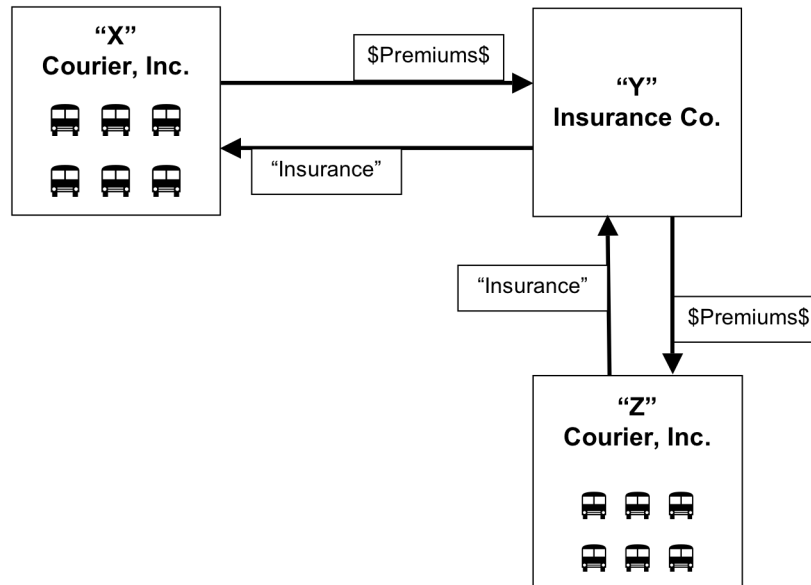 “X”
Courier, Inc.
$Premiums$
“Y”
Insurance Co.
“Insurance”
“Insurance”
$Premiums$
“Z”
Courier, Inc.